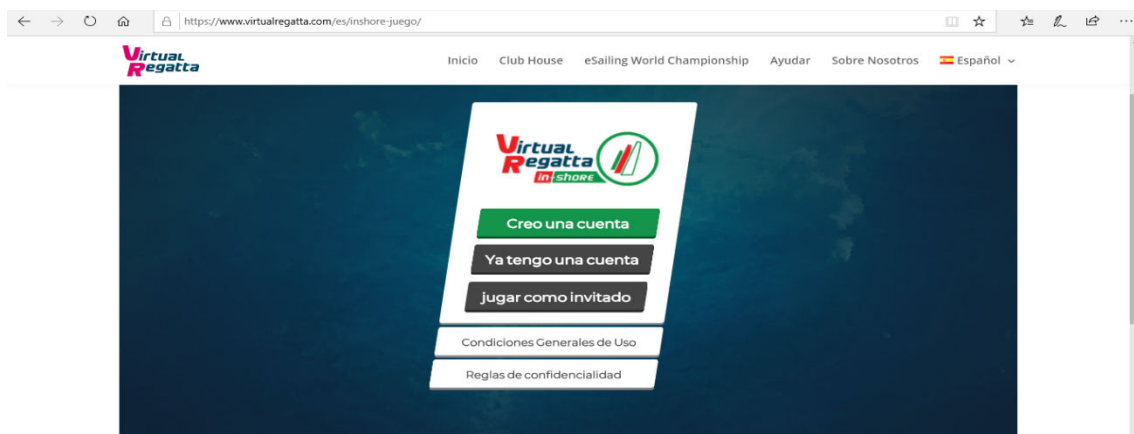 https://www.virtualregatta.com/es/inshore-juego/
Virtual
Regatta
Inicio Club House eSailing World Championship Ayudar Sobre Nosotros Español
Virtual
Regatta
in-shore
Creo una cuenta
Ya tengo una cuenta
jugar como invitado
Condiciones Generales de Uso
Reglas de confidencialidad